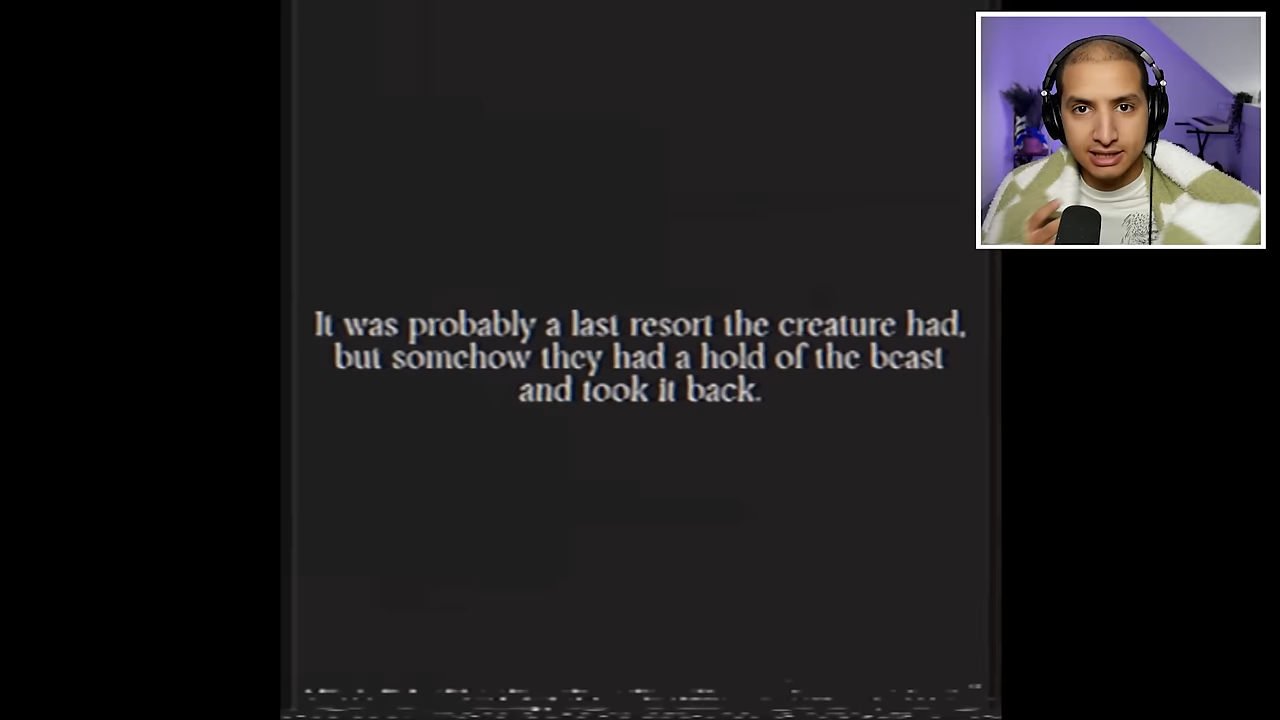 It was probably a last resort the creature had,
but somehow they had a hold of the beast
and took it back.